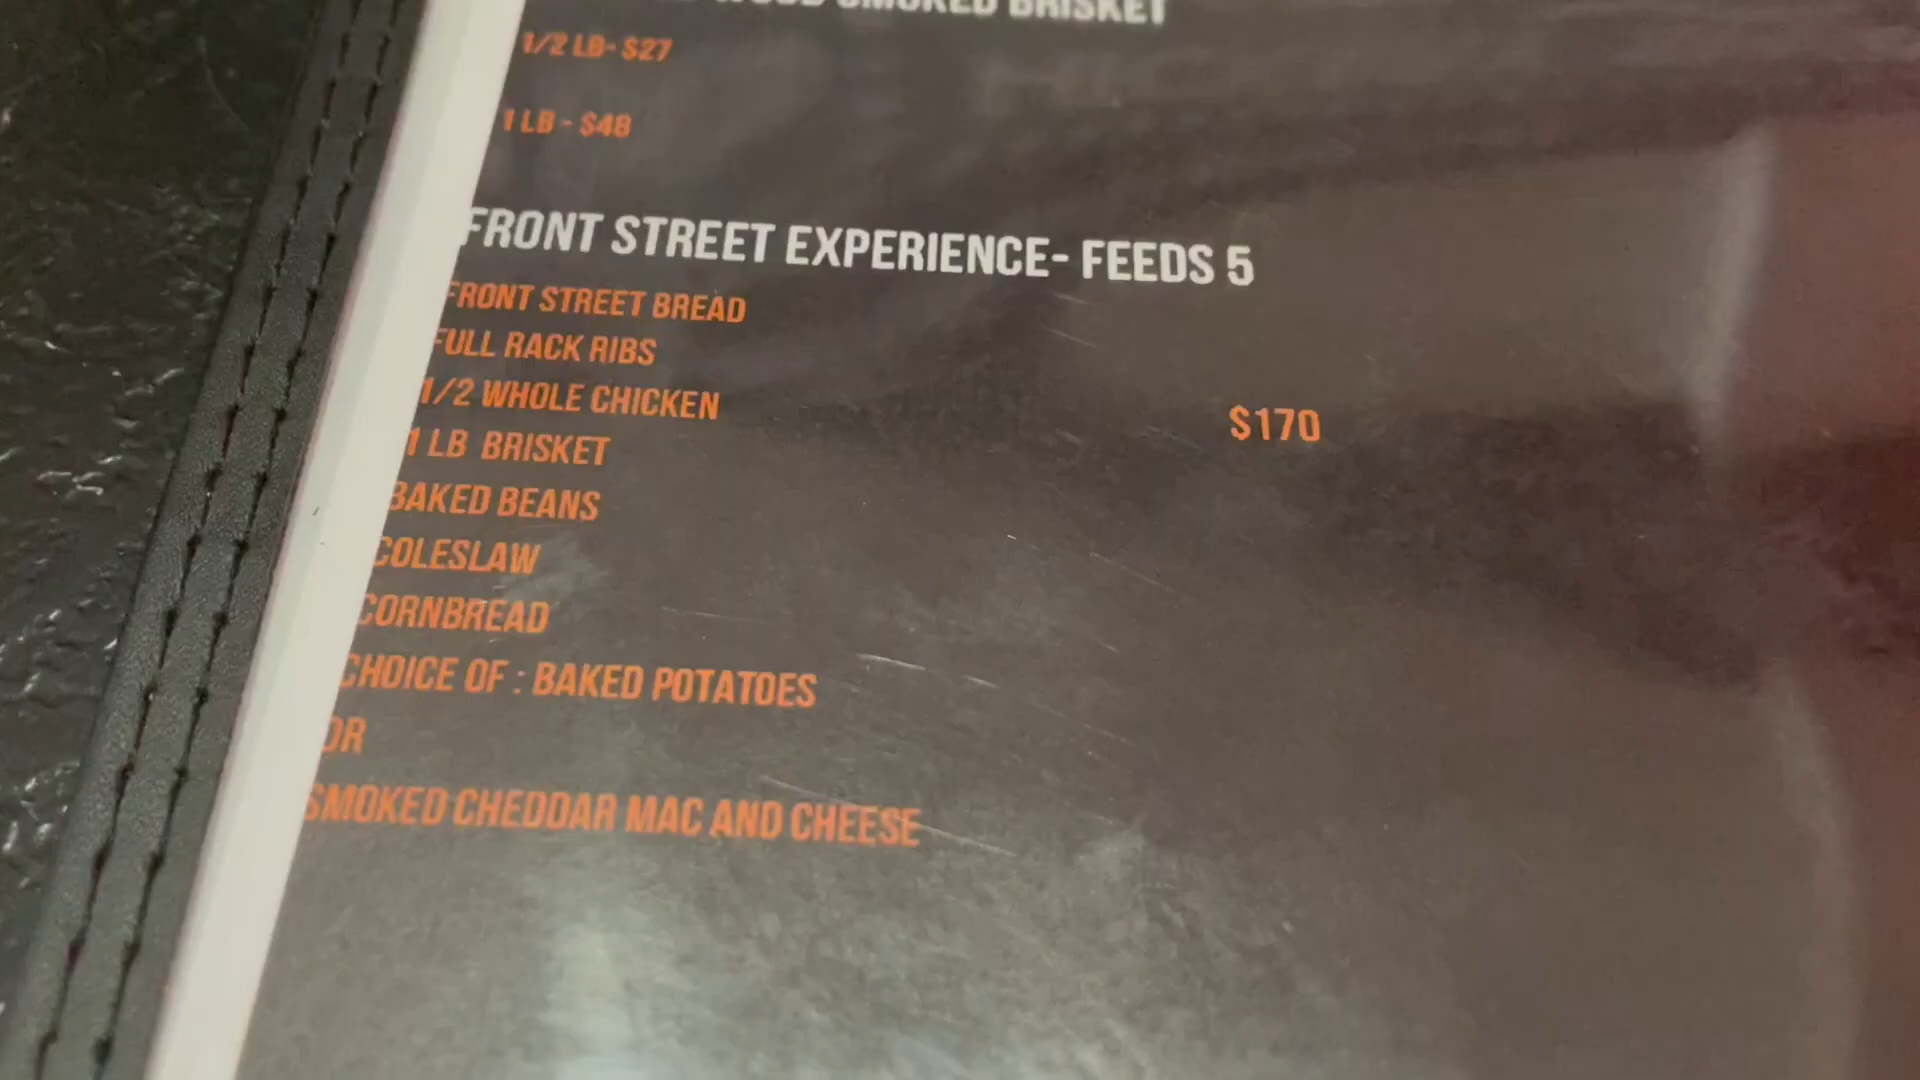 SMOKED BRISKET
1/2 LB- $27
1 LB - $48
FRONT STREET EXPERIENCE- FEEDS 5
FRONT STREET BREAD
FULL RACK RIBS
1/2 WHOLE CHICKEN
$170
1 LB BRISKET
BAKED BEANS
COLESLAW
CORNBREAD
CHOICE OF : BAKED POTATOES
OR
SMOKED CHEDDAR MAC AND CHEESE